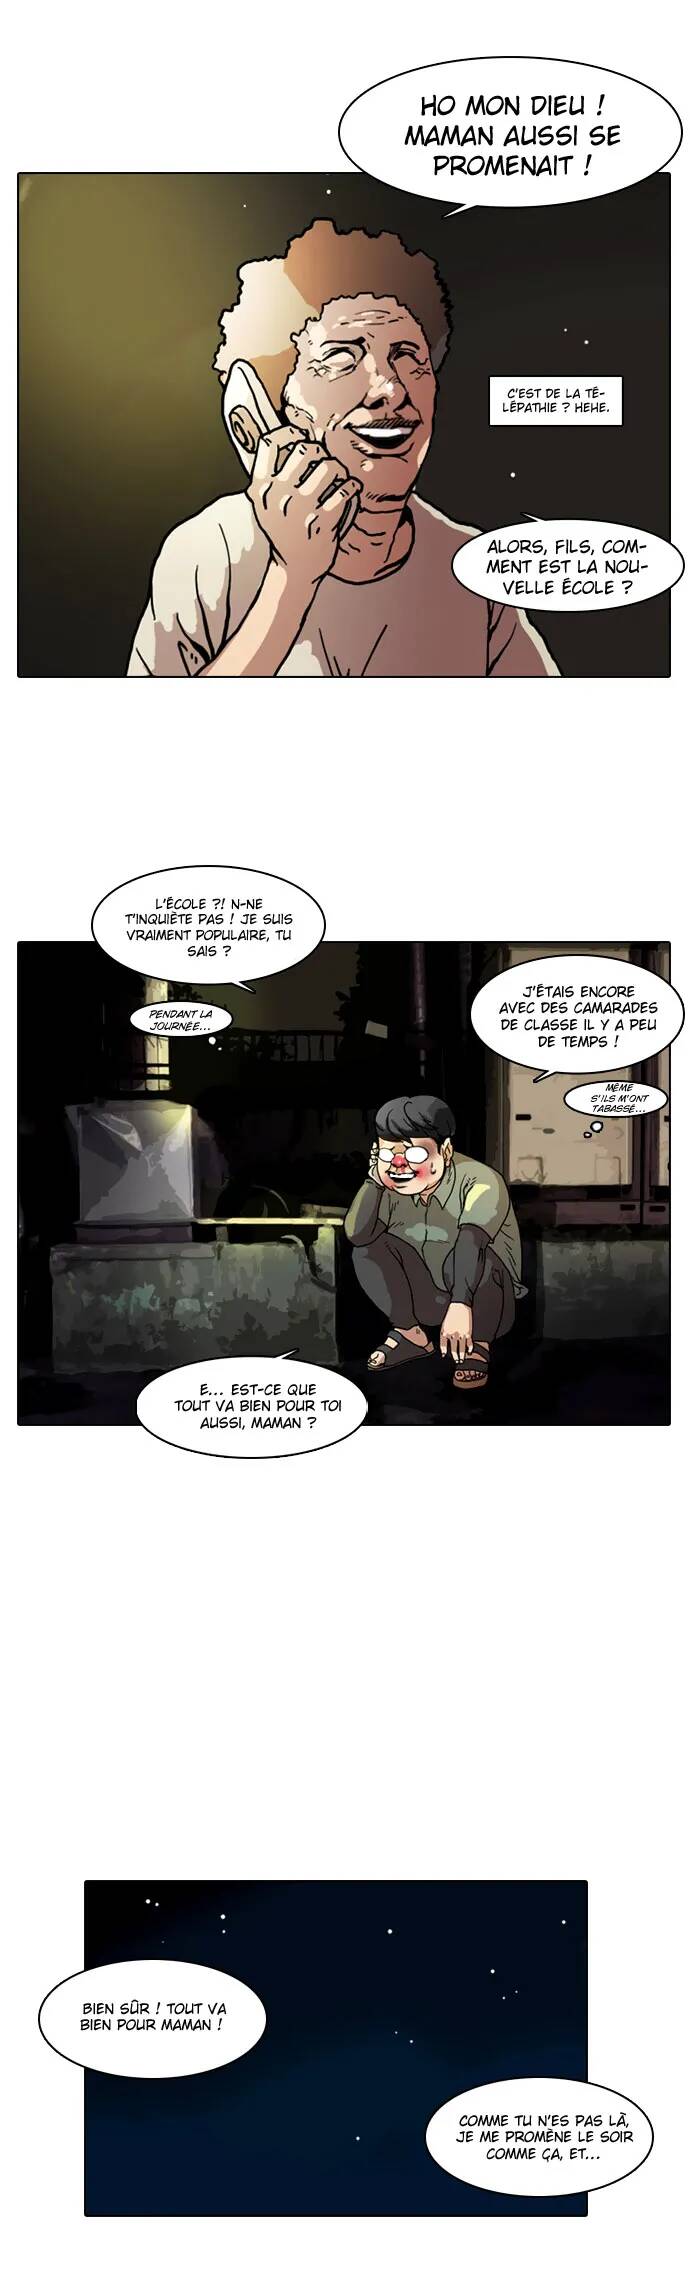 HO MON DIEU !
MAMAN AUSSI SE
PROMENAIT !
C'EST DE LA TÉ-
LÉPATHIE ? HEHE.
ALORS, FILS, COM-
MENT EST LA NOU-
VELLE ÉCOLE ?
L'ÉCOLE ?! N-NE
T'INQUIÈTE PAS ! JE SUIS
VRAIMENT POPULAIRE, TU
SAIS ?
PENDANT LA
JOURNÉE...
J'ÉTAIS ENCORE
AVEC DES CAMARADES
DE CLASSE IL Y A PEU
DE TEMPS !
MÊME
S'ILS M'ONT
TABASSÉ...
E... EST-CE QUE
TOUT VA BIEN POUR TOI
AUSSI, MAMAN ?
BIEN SÛR ! TOUT VA
BIEN POUR MAMAN !
COMME TU N'ES PAS LÀ,
JE ME PROMÈNE LE SOIR
COMME ÇA, ET...